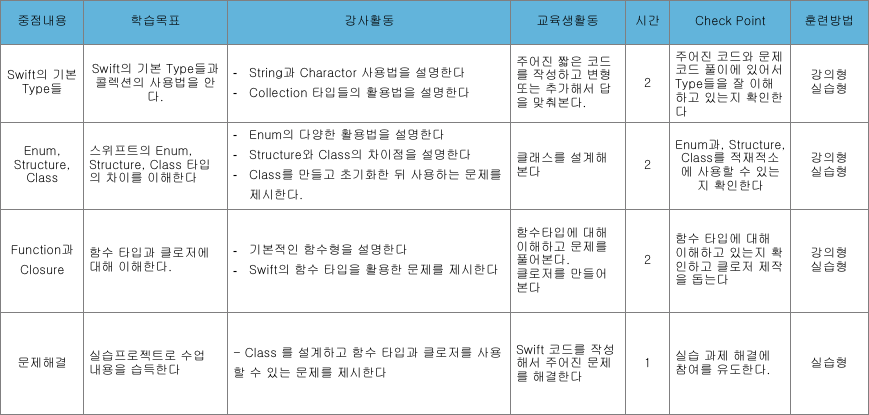 중점내용
학습목표
강사활동
교육생활동
시간
Check Point
훈련방법
Swift의 기본
Type들
Swift의 기본 Type들과
콜렉션의 사용법을 안
다.
- String과 Charactor 사용법을 설명한다
- Collection 타입들의 활용법을 설명한다
주어진 짧은 코드
를 작성하고 변형
또는 추가해서 답
을 맞춰본다.
2
주어진 코드와 문제
코드 풀이에 있어서
Type들을 잘 이해
하고 있는지 확인한
다
강의형
실습형
Enum,
Structure,
Class
스위프트의 Enum,
Structure, Class 타입
의 차이를 이해한다
- Enum의 다양한 활용법을 설명한다
- Structure와 Class의 차이점을 설명한다
- Class를 만들고 초기화한 뒤 사용하는 문제를
제시한다.
클래스를 설계해
본다
2
Enum과, Structure,
Class를 적재적소
에 사용할 수 있는
지 확인한다
강의형
실습형
Function과
Closure
함수 타입과 클로저에
대해 이해한다.
- 기본적인 함수형을 설명한다
- Swift의 함수 타입을 활용한 문제를 제시한다
함수타입에 대해
이해하고 문제를
풀어본다.
클로저를 만들어
본다
2
함수 타입에 대해
이해하고 있는지 확
인하고 클로저 제작
을 돕는다
강의형
실습형
문제해결
실습프로젝트로 수업
내용을 습득한다
- Class 를 설계하고 함수 타입과 클로저를 사용
할 수 있는 문제를 제시한다
Swift 코드를 작성
해서 주어진 문제
를 해결한다
1
실습 과제 해결에
참여를 유도한다.
실습형